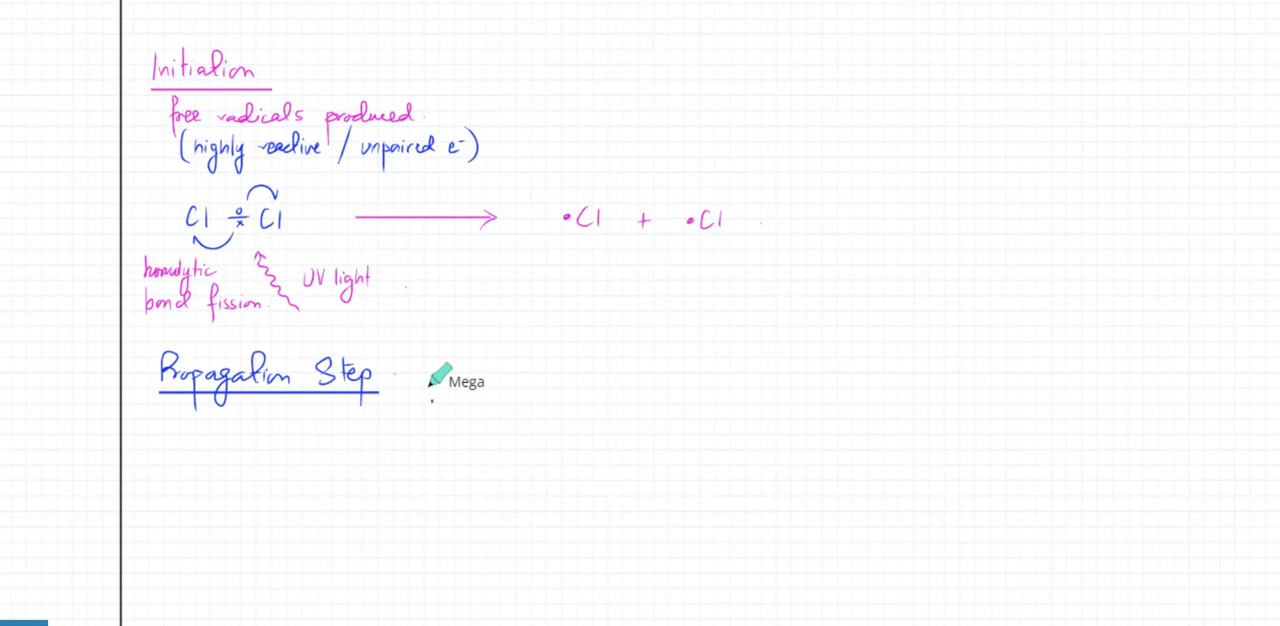 Initiation
free radicals produced.
(highly reactive / unpaired e⁻)
Cl ÷ Cl → •Cl + •Cl
homolytic
bond fission.
UV light
Propagation Step
Mega